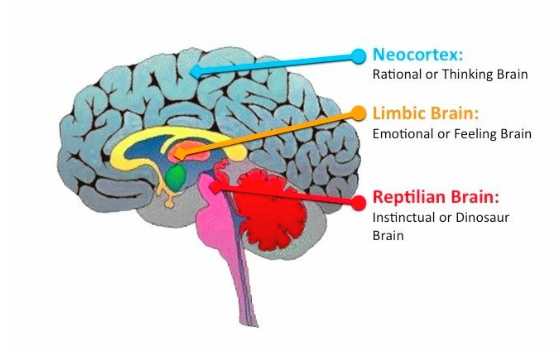 Neocortex:
Rational or Thinking Brain
Limbic Brain:
Emotional or Feeling Brain
Reptilian Brain:
Instinctual or Dinosaur
Brain